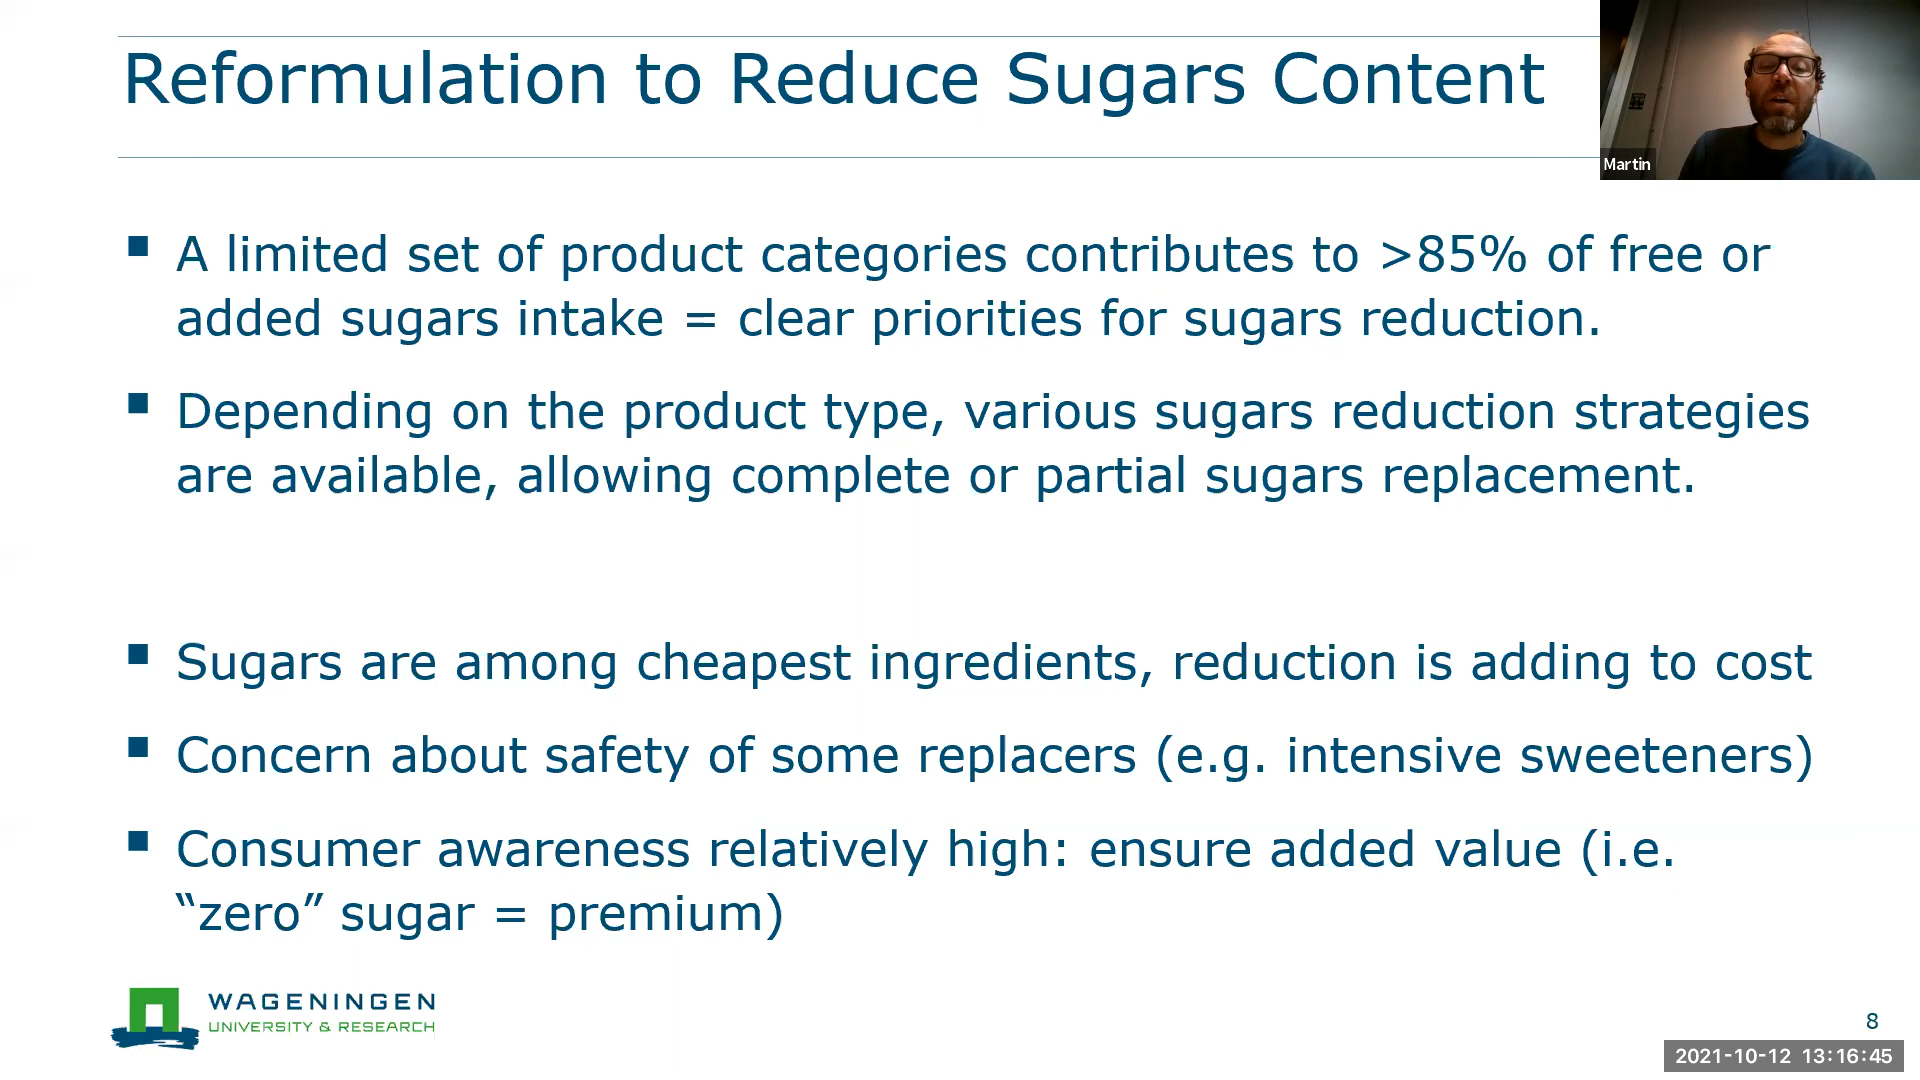 Reformulation to Reduce Sugars Content
Martin
▪ A limited set of product categories contributes to >85% of free or
added sugars intake = clear priorities for sugars reduction.
▪ Depending on the product type, various sugars reduction strategies
are available, allowing complete or partial sugars replacement.
▪ Sugars are among cheapest ingredients, reduction is adding to cost
▪ Concern about safety of some replacers (e.g. intensive sweeteners)
▪ Consumer awareness relatively high: ensure added value (i.e.
“zero” sugar = premium)
WAGENINGEN
UNIVERSITY & RESEARCH
8
2021-10-12 13:16:45